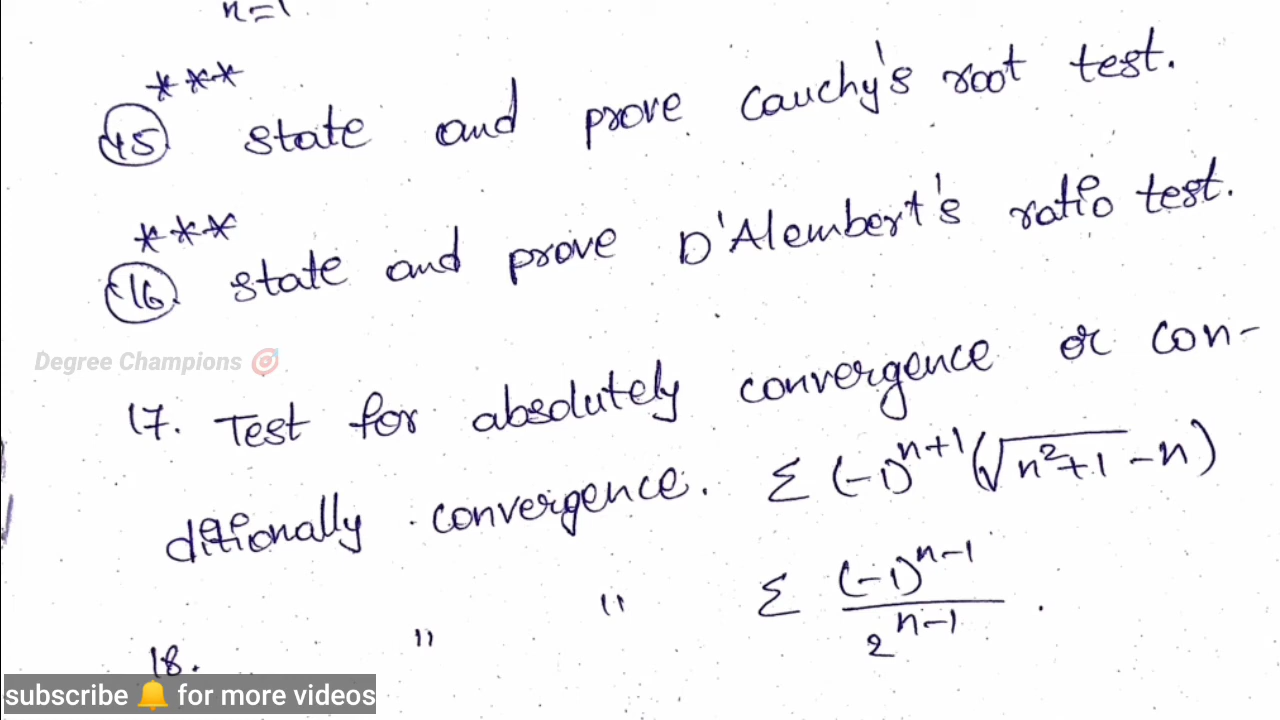 n=1
***
15 state and prove Cauchy's root test.
***
16 state and prove D'Alembert's ratio test.
Degree Champions 🎯
17. Test for absolutely convergence or con-
ditionally convergence. Σ (-1)^{n+1} (√(n²+1) - n)
18. " " Σ (-1)^{n-1} / 2^{n-1} .
subscribe 🔔 for more videos